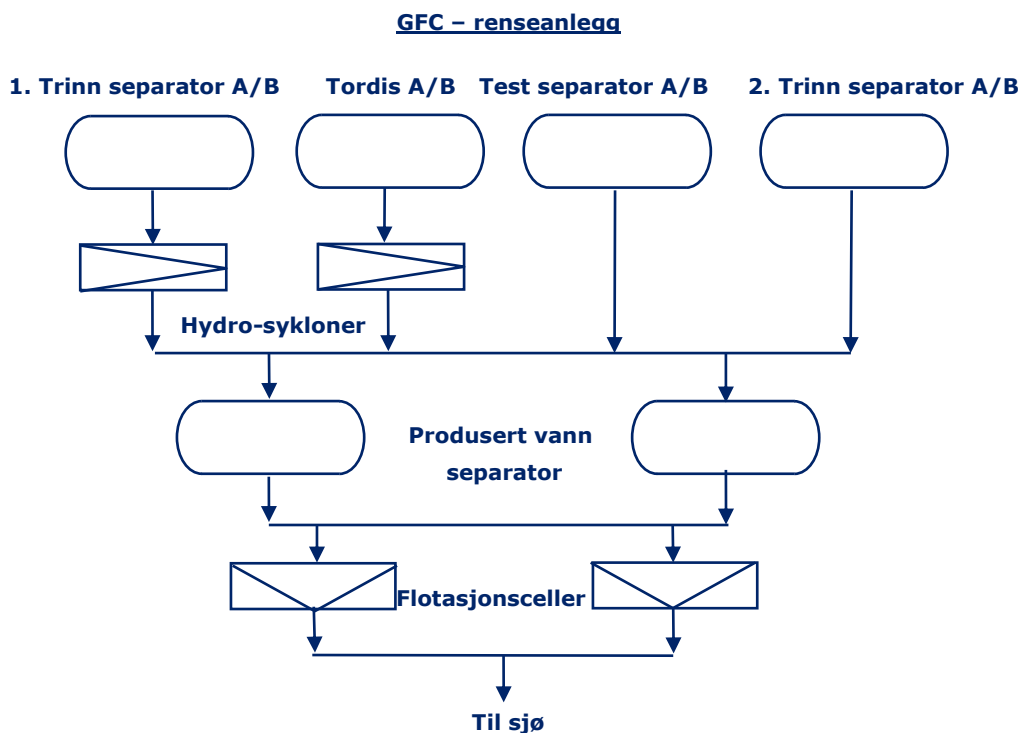 GFC – renseanlegg
1. Trinn separator A/B
Tordis A/B
Test separator A/B
2. Trinn separator A/B
Hydro-sykloner
Produsert vann
separator
Flotasjonsceller
Til sjø